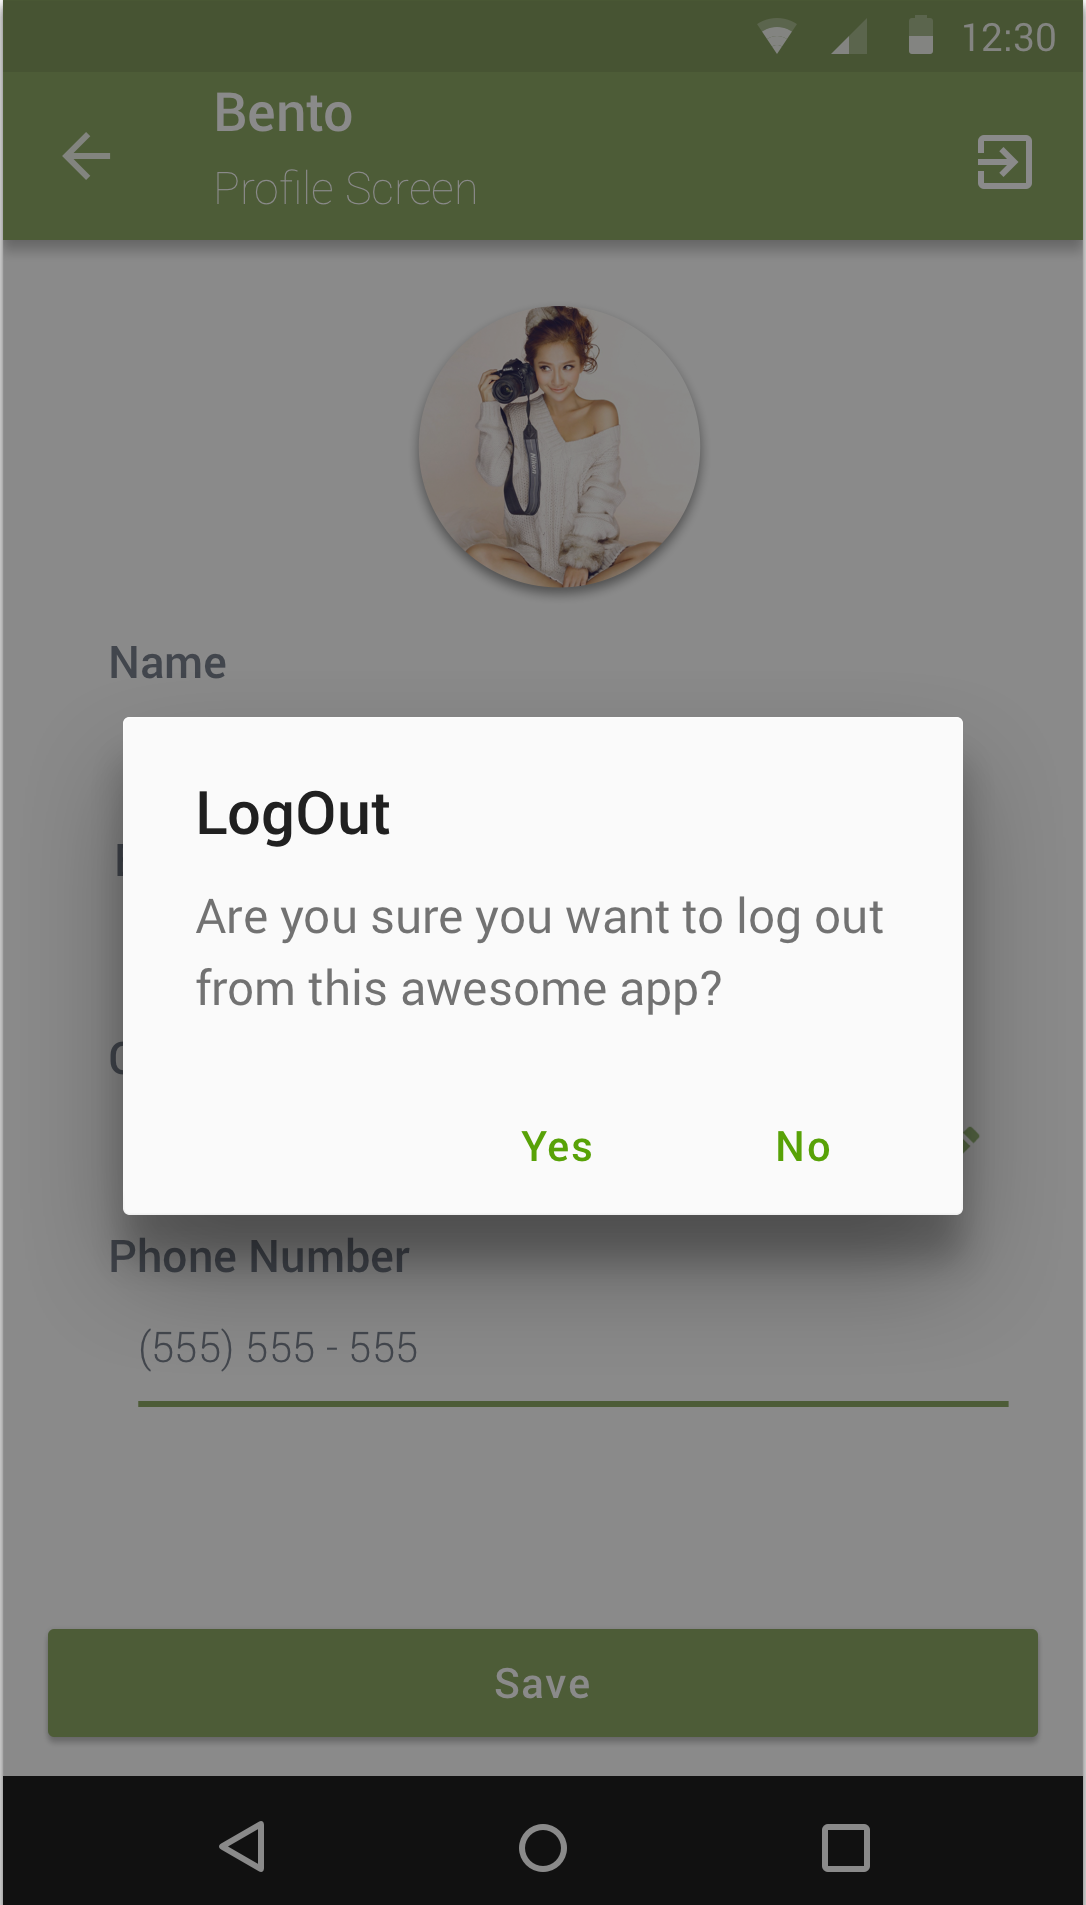 12:30
Bento
Profile Screen
Name
LogOut
Are you sure you want to log out
from this awesome app?
Yes No
Phone Number
(555) 555 - 555
Save